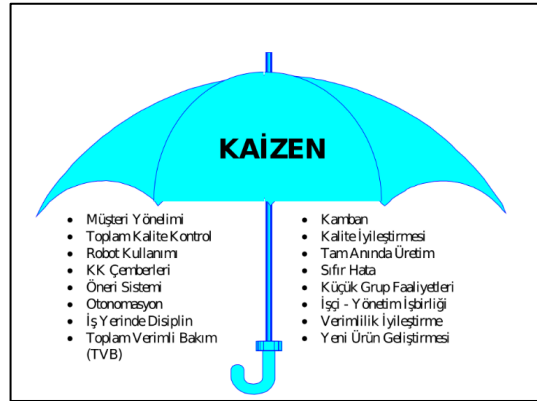 KAİZEN
• Müşteri Yönelimi
• Toplam Kalite Kontrol
• Robot Kullanımı
• KK Çemberleri
• Öneri Sistemi
• Otonomasyon
• İş Yerinde Disiplin
• Toplam Verimli Bakım
(TVB)
• Kamban
• Kalite İyileştirmesi
• Tam Anında Üretim
• Sıfır Hata
• Küçük Grup Faaliyetleri
• İşçi - Yönetim İşbirliği
• Verimlilik İyileştirme
• Yeni Ürün Geliştirmesi